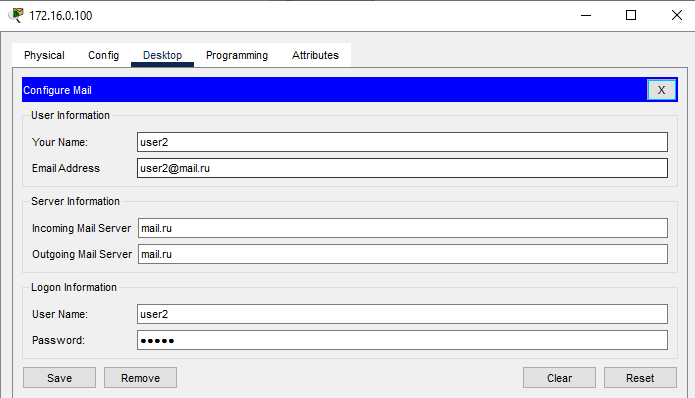 172.16.0.100
Physical Config Desktop Programming Attributes
Configure Mail X
User Information
Your Name: user2
Email Address user2@mail.ru
Server Information
Incoming Mail Server mail.ru
Outgoing Mail Server mail.ru
Logon Information
User Name: user2
Password: •••••
Save Remove Clear Reset